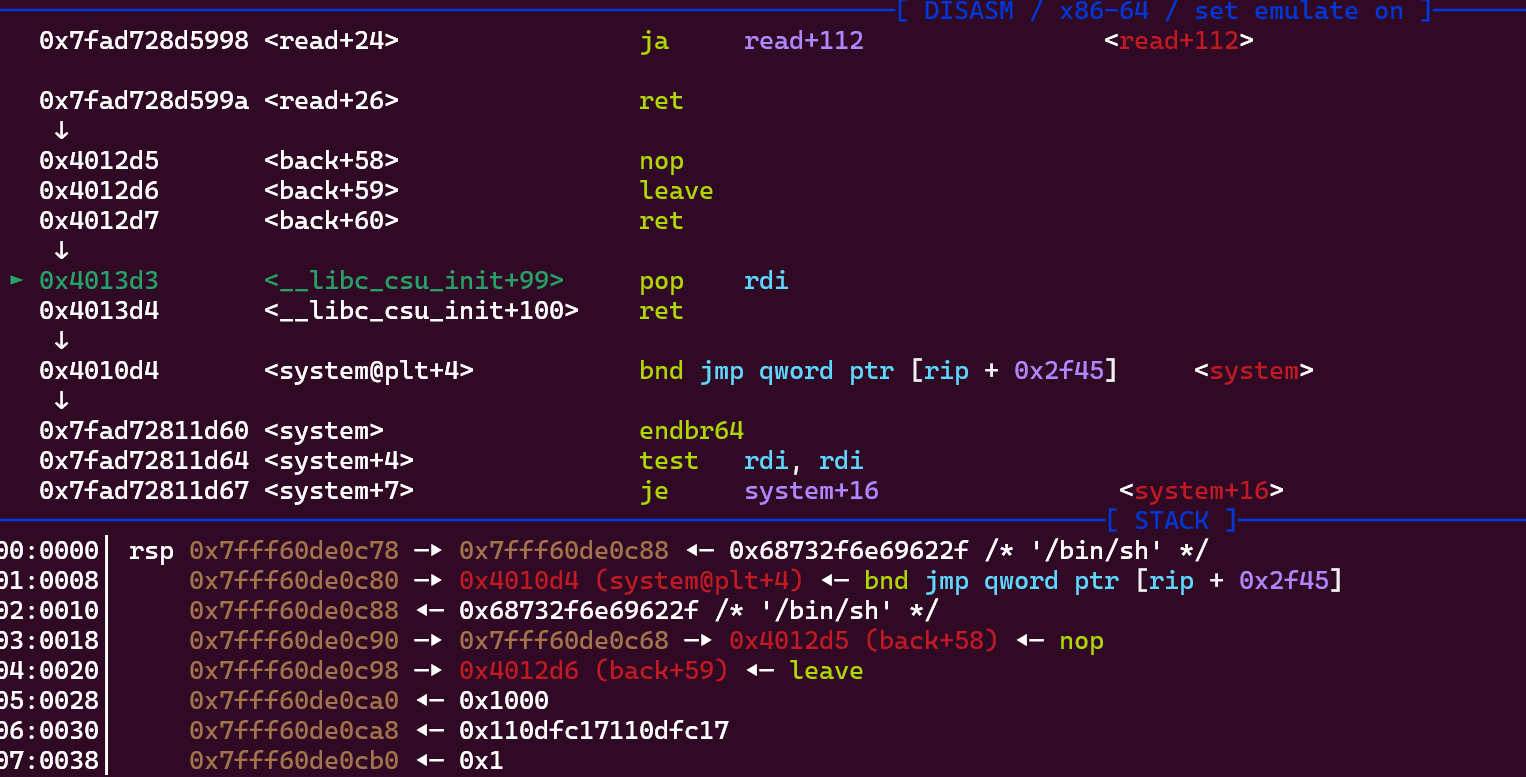 [ DISASM / x86-64 / set emulate on ]
0x7fad728d5998 <read+24> ja read+112 <read+112>
0x7fad728d599a <read+26> ret
↓
0x4012d5 <back+58> nop
0x4012d6 <back+59> leave
0x4012d7 <back+60> ret
↓
► 0x4013d3 <__libc_csu_init+99> pop rdi
0x4013d4 <__libc_csu_init+100> ret
↓
0x4010d4 <system@plt+4> bnd jmp qword ptr [rip + 0x2f45] <system>
↓
0x7fad72811d60 <system> endbr64
0x7fad72811d64 <system+4> test rdi, rdi
0x7fad72811d67 <system+7> je system+16 <system+16>
[ STACK ]
00:0000│ rsp 0x7fff60de0c78 —▸ 0x7fff60de0c88 ◂— 0x68732f6e69622f /* '/bin/sh' */
01:0008│ 0x7fff60de0c80 —▸ 0x4010d4 (system@plt+4) ◂— bnd jmp qword ptr [rip + 0x2f45]
02:0010│ 0x7fff60de0c88 ◂— 0x68732f6e69622f /* '/bin/sh' */
03:0018│ 0x7fff60de0c90 —▸ 0x7fff60de0c68 —▸ 0x4012d5 (back+58) ◂— nop
04:0020│ 0x7fff60de0c98 —▸ 0x4012d6 (back+59) ◂— leave
05:0028│ 0x7fff60de0ca0 ◂— 0x1000
06:0030│ 0x7fff60de0ca8 ◂— 0x110dfc17110dfc17
07:0038│ 0x7fff60de0cb0 ◂— 0x1